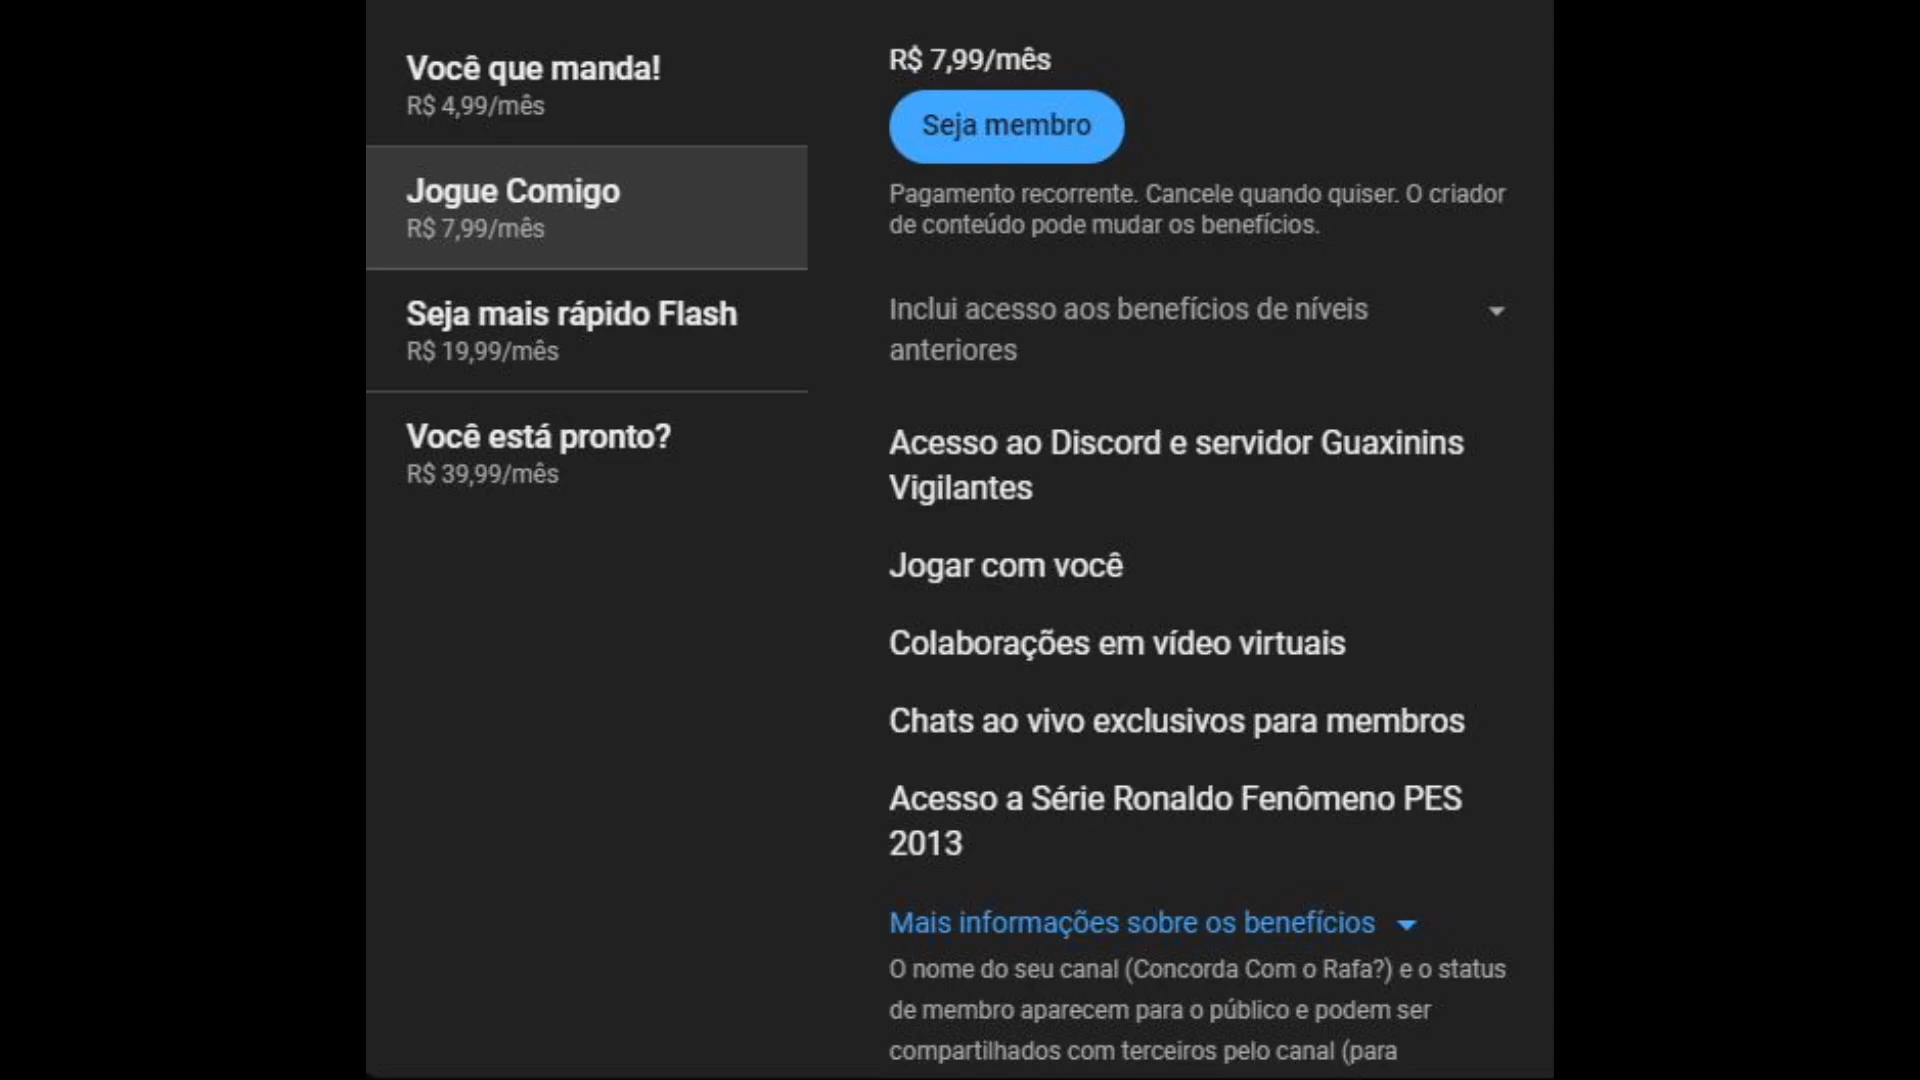 Você que manda!
R$ 4,99/mês
Jogue Comigo
R$ 7,99/mês
Seja mais rápido Flash
R$ 19,99/mês
Você está pronto?
R$ 39,99/mês
R$ 7,99/mês
Seja membro
Pagamento recorrente. Cancele quando quiser. O criador
de conteúdo pode mudar os benefícios.
Inclui acesso aos benefícios de níveis
anteriores
Acesso ao Discord e servidor Guaxinins
Vigilantes
Jogar com você
Colaborações em vídeo virtuais
Chats ao vivo exclusivos para membros
Acesso a Série Ronaldo Fenômeno PES
2013
Mais informações sobre os benefícios
O nome do seu canal (Concorda Com o Rafa?) e o status
de membro aparecem para o público e podem ser
compartilhados com terceiros pelo canal (para